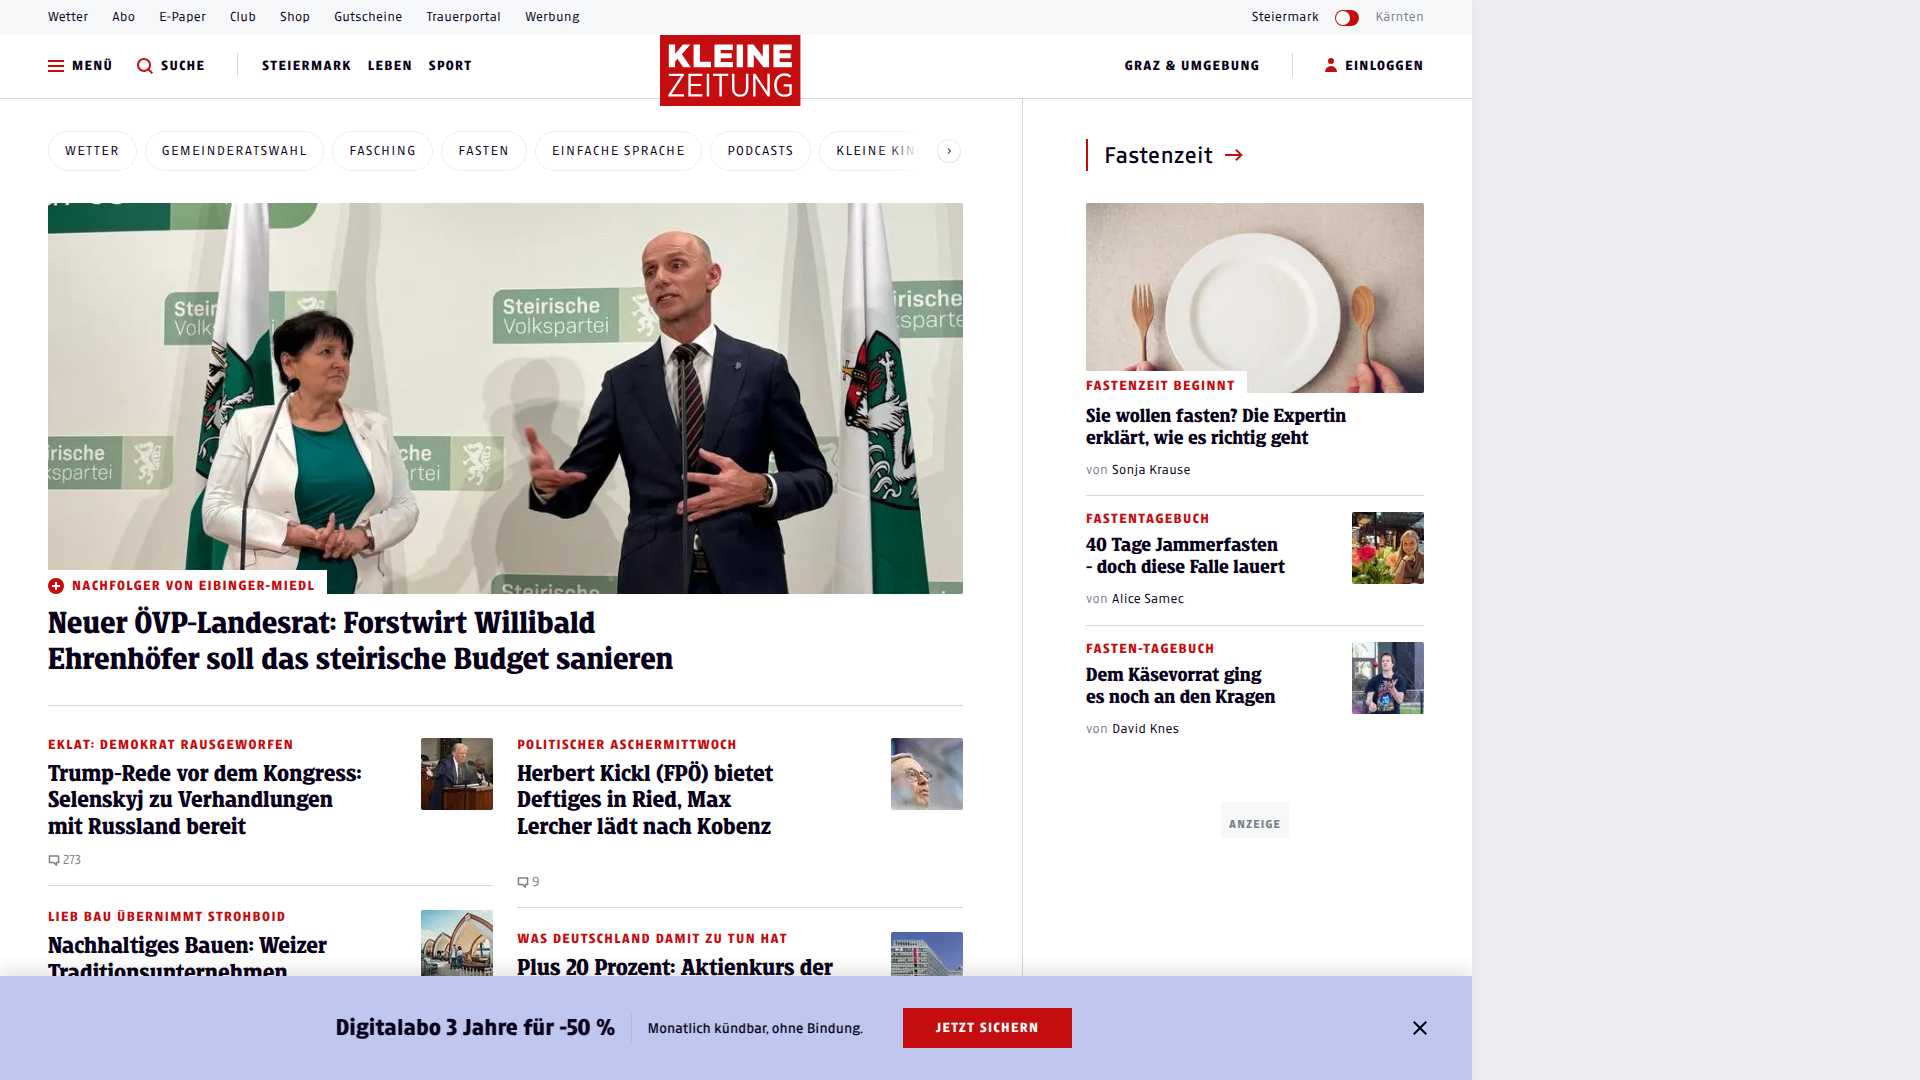 Wetter Abo E-Paper Club Shop Gutscheine Trauerportal Werbung Steiermark Kärnten
MENÜ SUCHE STEIERMARK LEBEN SPORT KLEINE ZEITUNG GRAZ & UMGEBUNG EINLOGGEN
WETTER GEMEINDERATSWAHL FASCHING FASTEN EINFACHE SPRACHE PODCASTS KLEINE KIN
Steirische
Volkspartei
NACHFOLGER VON EIBINGER-MIEDL
Neuer ÖVP-Landesrat: Forstwirt Willibald
Ehrenhöfer soll das steirische Budget sanieren
EKLAT: DEMOKRAT RAUSGEWORFEN
Trump-Rede vor dem Kongress:
Selenskyj zu Verhandlungen
mit Russland bereit
273
POLITISCHER ASCHERMITTWOCH
Herbert Kickl (FPÖ) bietet
Deftiges in Ried, Max
Lercher lädt nach Kobenz
9
LIEB BAU ÜBERNIMMT STROHBOID
Nachhaltiges Bauen: Weizer
Traditionsunternehmen
WAS DEUTSCHLAND DAMIT ZU TUN HAT
Plus 20 Prozent: Aktienkurs der
Fastenzeit
FASTENZEIT BEGINNT
Sie wollen fasten? Die Expertin
erklärt, wie es richtig geht
von Sonja Krause
FASTENTAGEBUCH
40 Tage Jammerfasten
- doch diese Falle lauert
von Alice Samec
FASTEN-TAGEBUCH
Dem Käsevorrat ging
es noch an den Kragen
von David Knes
ANZEIGE
Digitalabo 3 Jahre für -50 % Monatlich kündbar, ohne Bindung. JETZT SICHERN